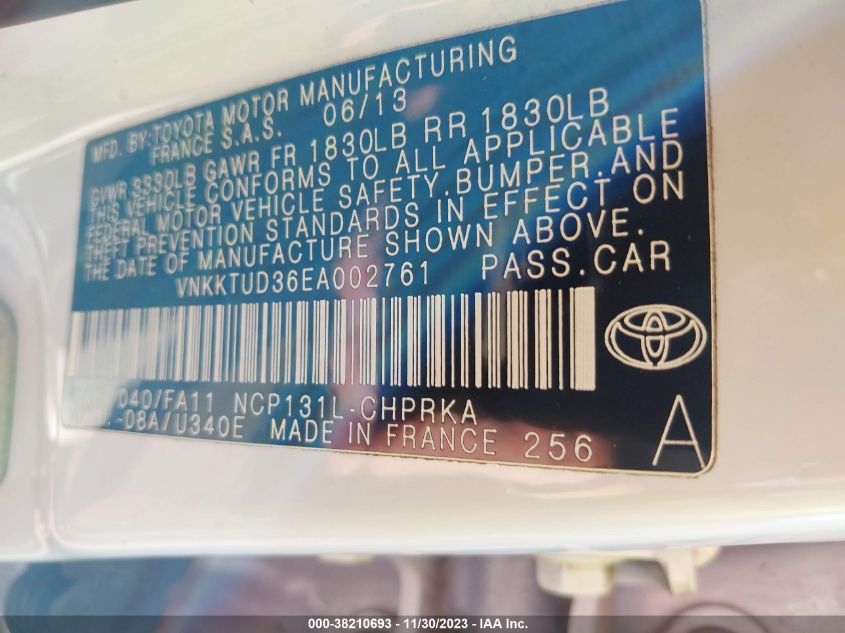 MFD. BY:TOYOTA MOTOR MANUFACTURING
FRANCE S.A.S. 06/13
GVWR 3330LB GAWR FR 1830LB RR 1830LB
THIS VEHICLE CONFORMS TO ALL APPLICABLE
FEDERAL MOTOR VEHICLE SAFETY,BUMPER,AND
THEFT PREVENTION STANDARDS IN EFFECT ON
THE DATE OF MANUFACTURE SHOWN ABOVE.
VNKKTUD36EA002761 PASS.CAR
040/FA11 NCP131L-CHPRKA
-08A/U340E MADE IN FRANCE 256 A
000-38210693 - 11/30/2023 - IAA Inc.